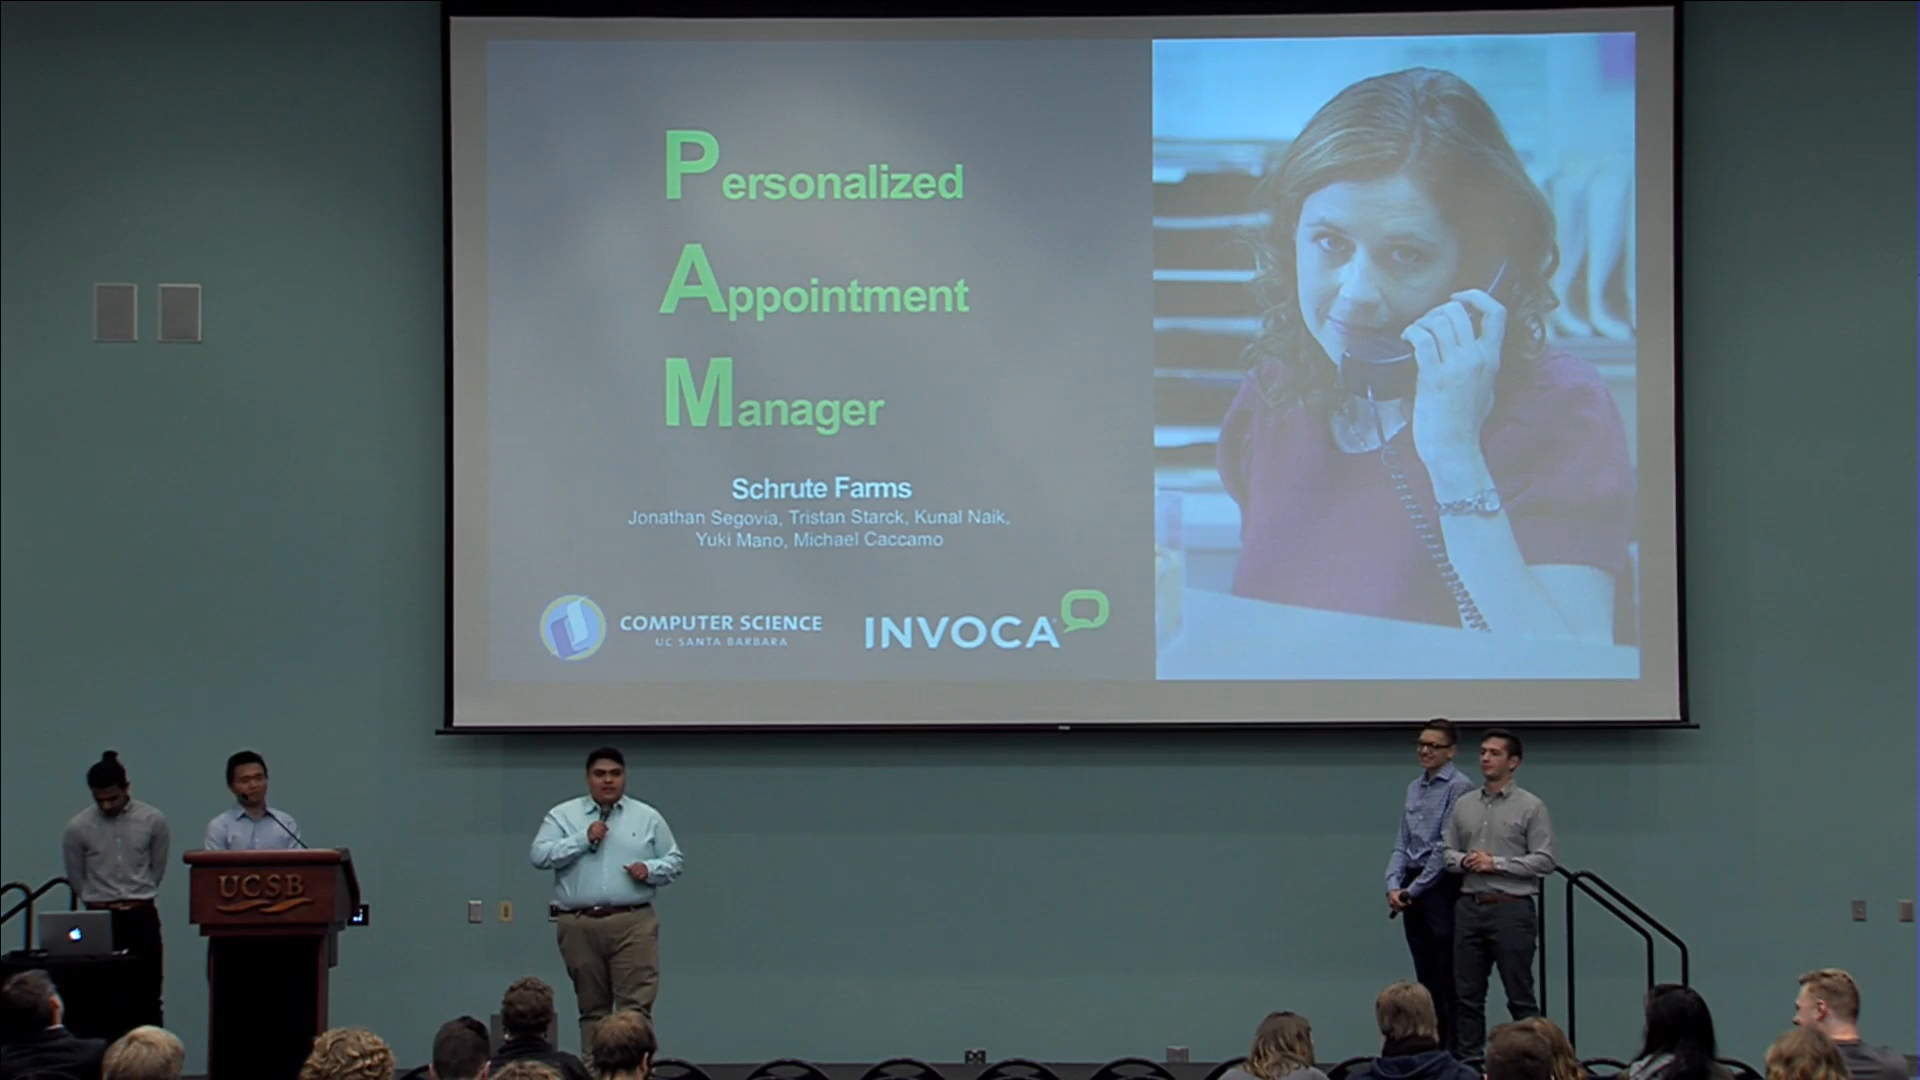 Personalized
Appointment
Manager
Schrute Farms
Jonathan Segovia, Tristan Starck, Kunal Naik,
Yuki Mano, Michael Caccamo
COMPUTER SCIENCE
UC SANTA BARBARA
INVOCA
UCSB